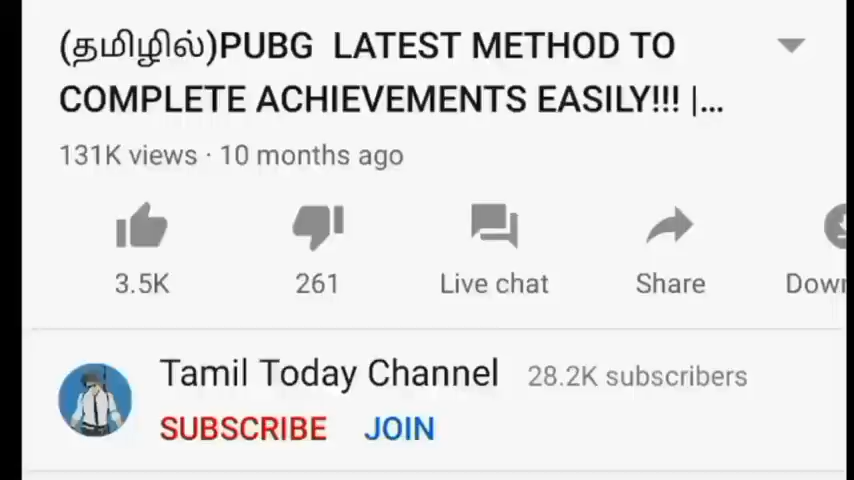 (தமிழில்)PUBG LATEST METHOD TO
COMPLETE ACHIEVEMENTS EASILY!!! |...
131K views · 10 months ago
3.5K 261 Live chat Share Down
Tamil Today Channel 28.2K subscribers
SUBSCRIBE JOIN